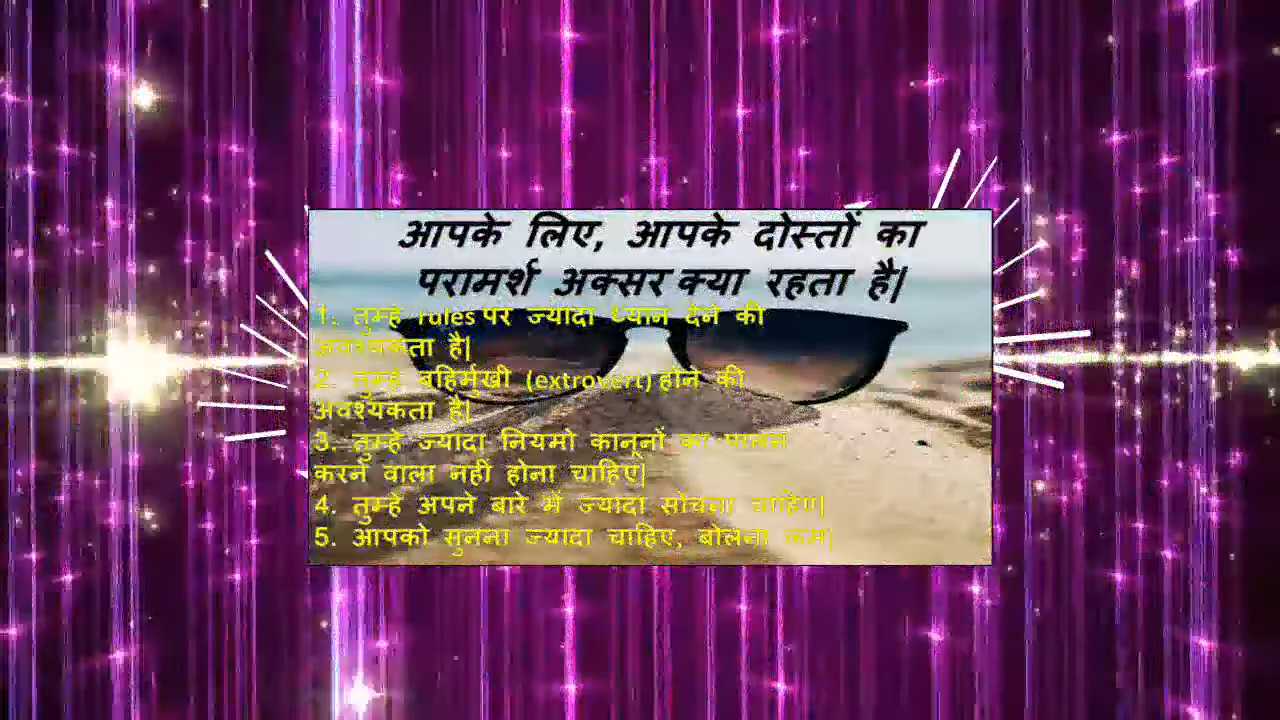 आपके लिए, आपके दोस्तों का
परामर्श अक्सर क्या रहता है|
1. तुम्हे rules पर ज्यादा ध्यान देने की
अवश्यकता है|
2. तुम्हे बहिर्मुखी (extrovert) होने की
अवश्यकता है|
3. तुम्हे ज्यादा नियमो कानूनों का पालन
करने वाला नहीं होना चाहिए|
4. तुम्हे अपने बारे में ज्यादा सोचना चाहिए|
5. आपको सुनना ज्यादा चाहिए, बोलना कम|